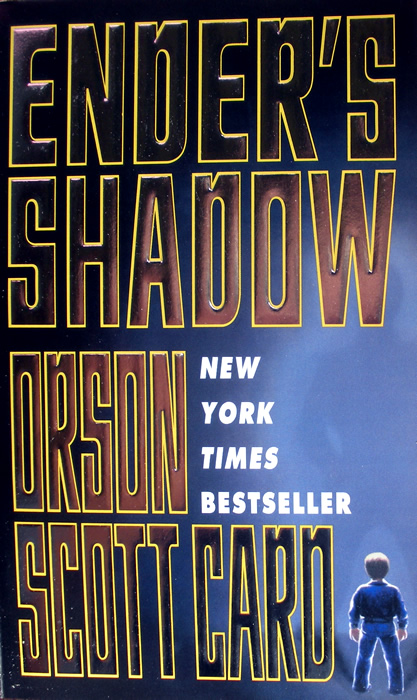 ENDER'S
SHADOW
ORSON
SCOTT CARD
NEW
YORK
TIMES
BESTSELLER